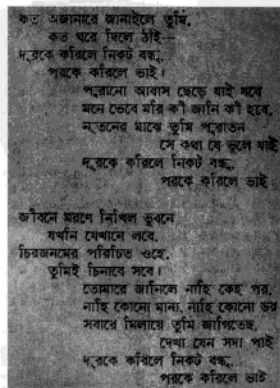 কত অজানারে জানাইলে তুমি,
কত ঘরে দিলে ঠাঁই—
দূরকে করিলে নিকট বন্ধু,
পরকে করিলে ভাই।
পুরানো আবাস ছেড়ে যাই যবে
মনে ভেবে মরি কী জানি কী হবে,
নূতনের মাঝে তুমি পুরাতন
সে কথা যে ভুলে যাই
দূরকে করিলে নিকট বন্ধু,
পরকে করিলে ভাই
জীবনে মরণে নিখিল ভুবনে
যখনি যেখানে লবে,
চিরজনমের পরিচিত ওহে,
তুমিই চিনাবে সবে।
তোমারে জানিলে নাহি কেহ পর,
নাহি কোনো মানা, নাহি কোনো ডর
সবারে মিলায়ে তুমি জাগিতেছ,
দেখা যেন সদা পাই
দূরকে করিলে নিকট বন্ধু,
পরকে করিলে ভাই